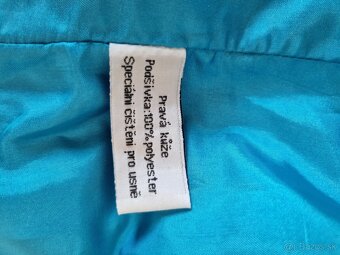 Pravá kůže
Podšívka:100% polyester
Speciální čištění pro usně